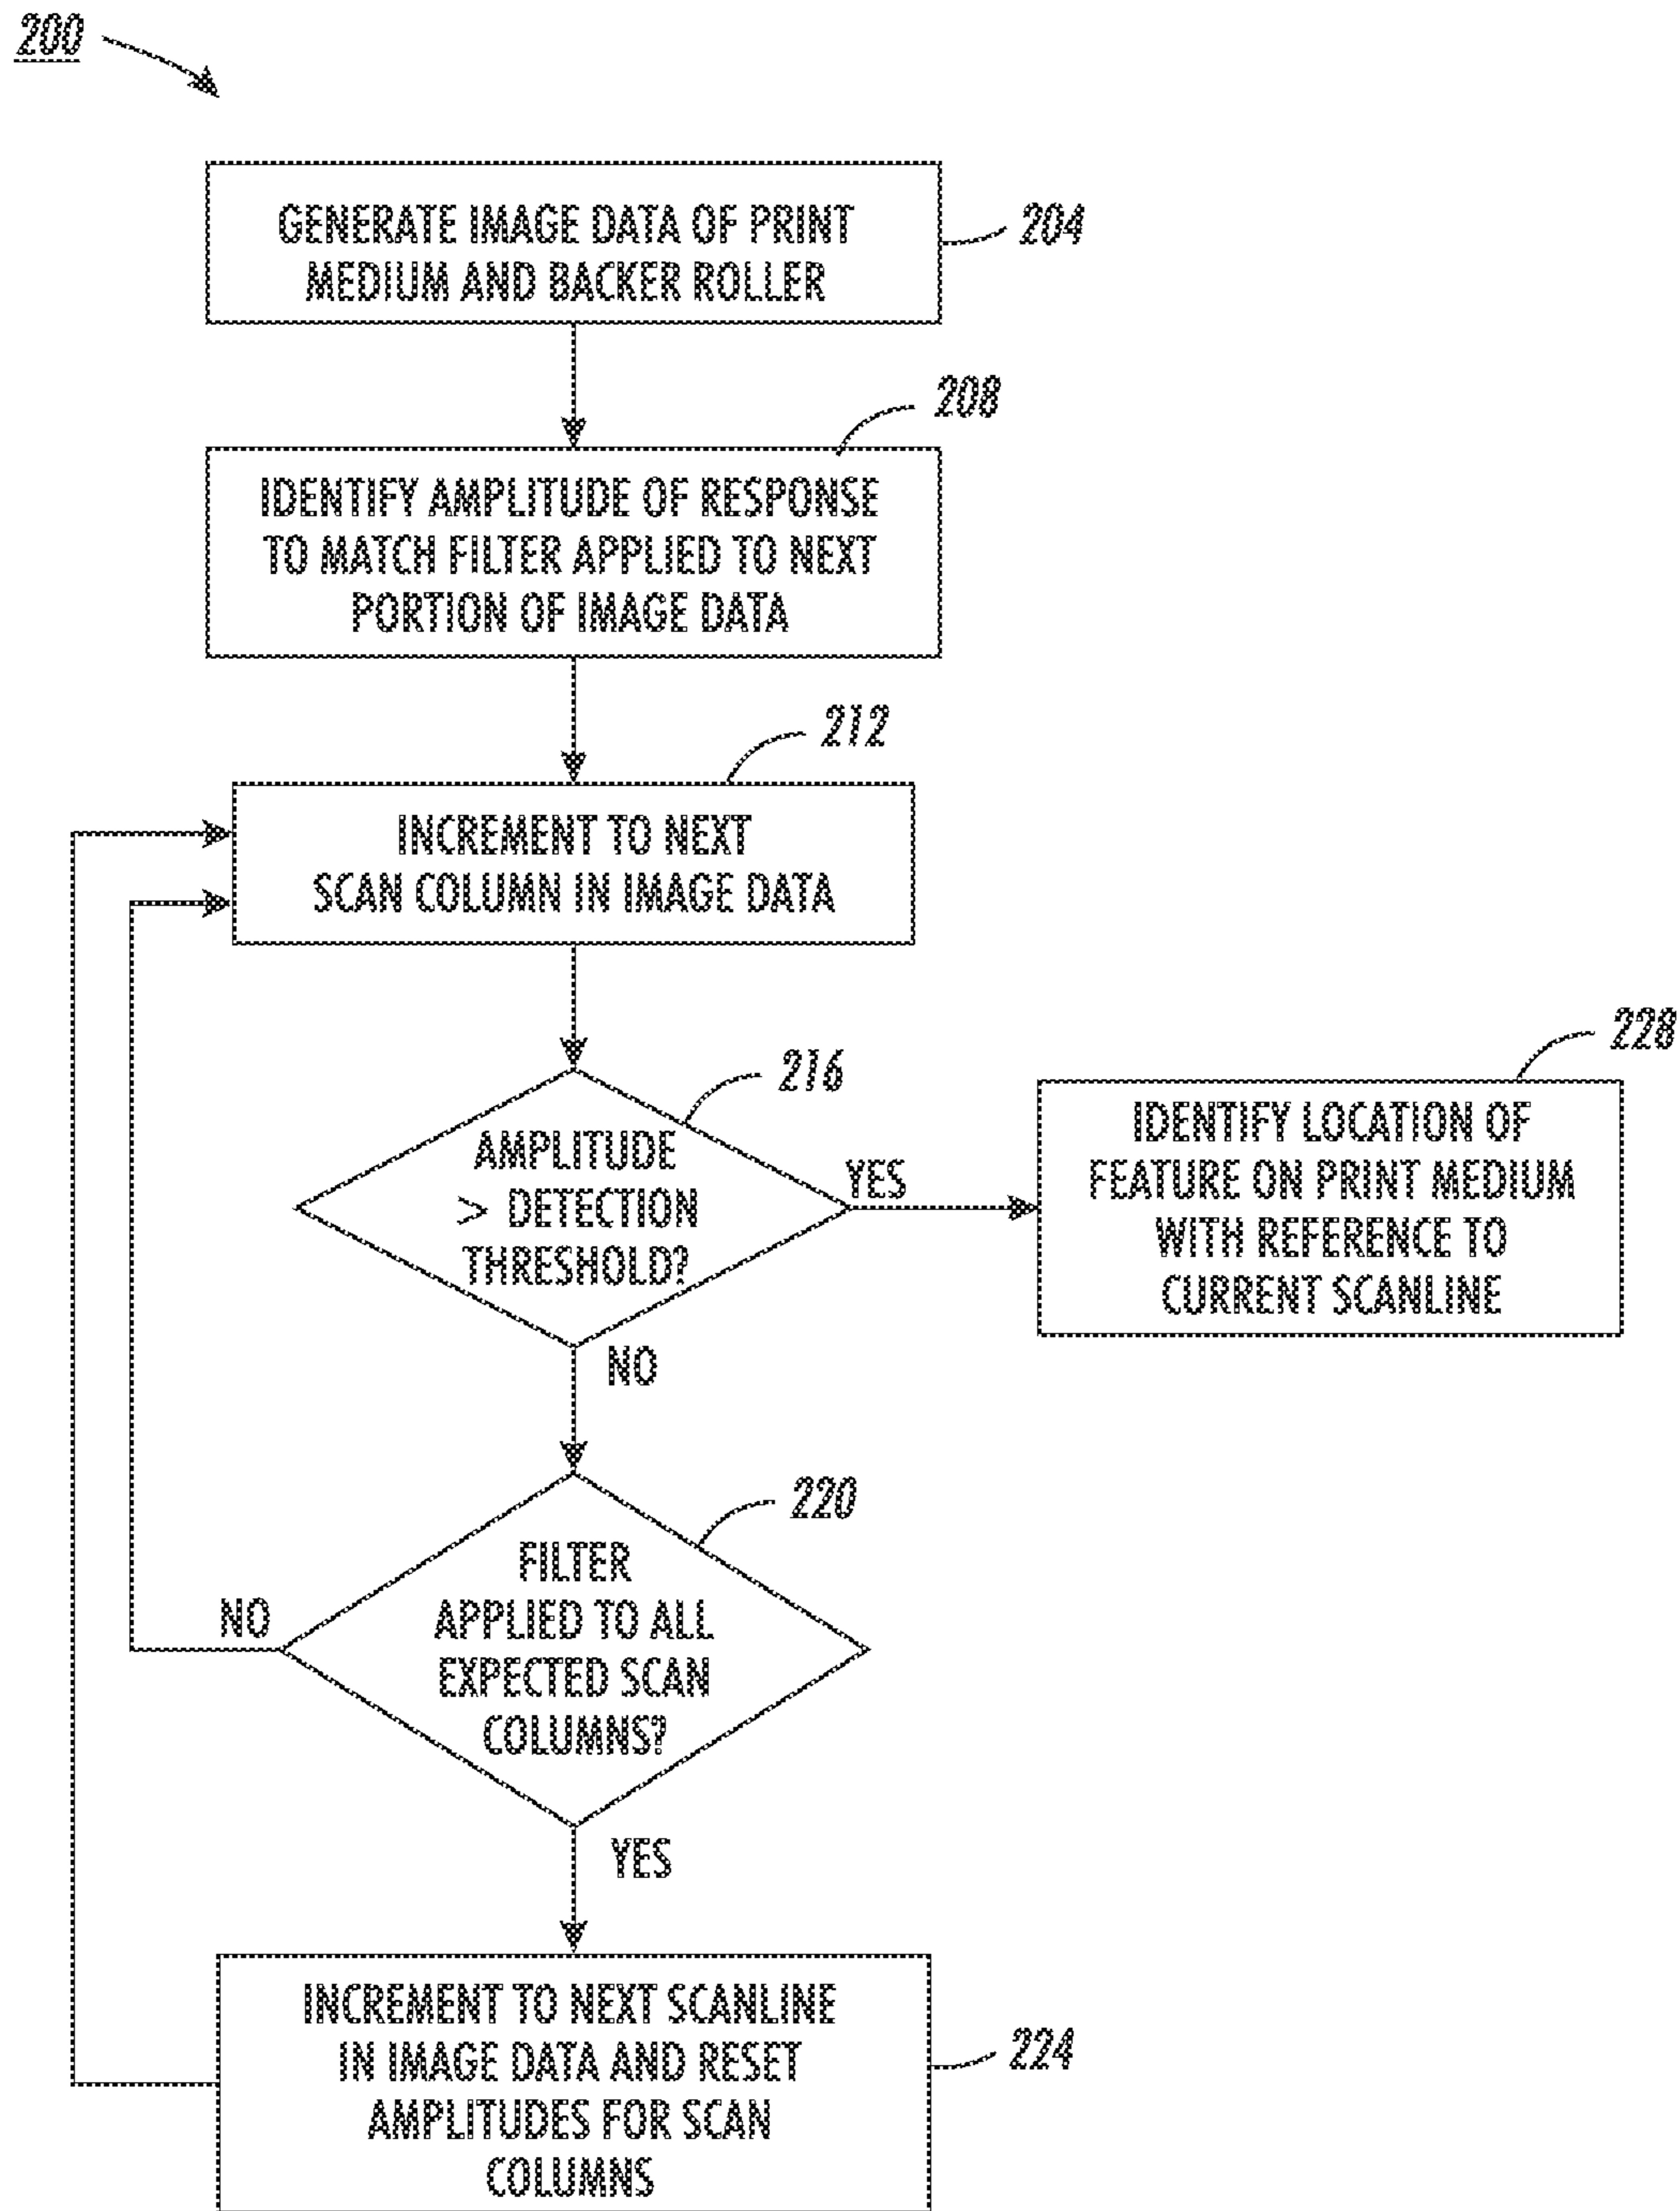 200
GENERATE IMAGE DATA OF PRINT
MEDIUM AND BACKER ROLLER
204
208
IDENTIFY AMPLITUDE OF RESPONSE
TO MATCH FILTER APPLIED TO NEXT
PORTION OF IMAGE DATA
212
INCREMENT TO NEXT
SCAN COLUMN IN IMAGE DATA
216
AMPLITUDE
> DETECTION
THRESHOLD?
YES
228
IDENTIFY LOCATION OF
FEATURE ON PRINT MEDIUM
WITH REFERENCE TO
CURRENT SCANLINE
NO
220
FILTER
APPLIED TO ALL
EXPECTED SCAN
COLUMNS?
NO
YES
INCREMENT TO NEXT SCANLINE
IN IMAGE DATA AND RESET
AMPLITUDES FOR SCAN
COLUMNS
224